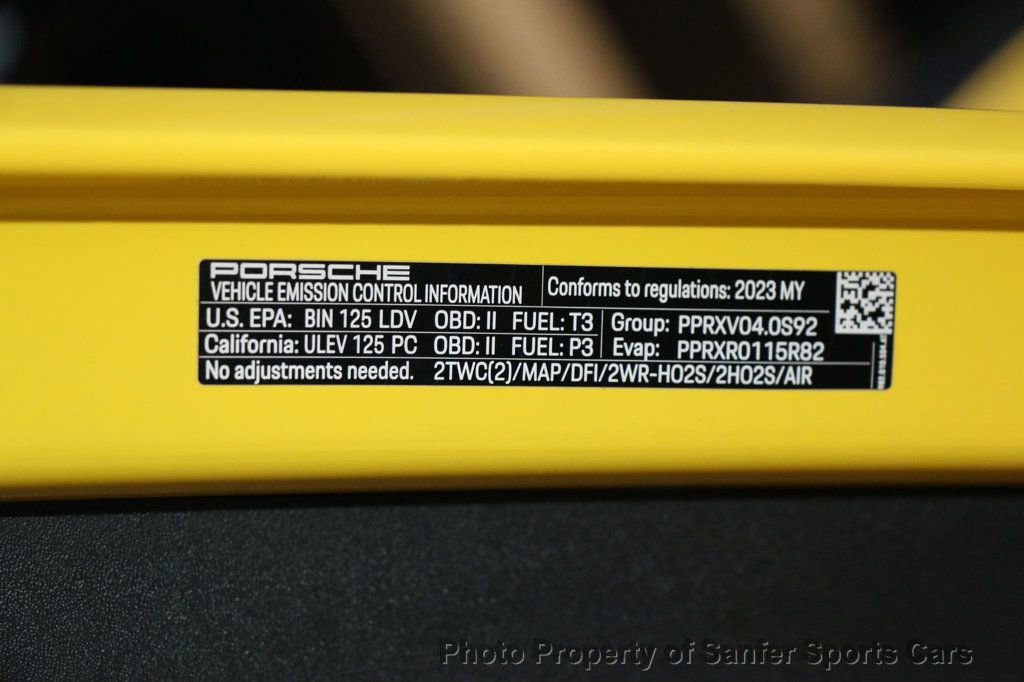 PORSCHE
VEHICLE EMISSION CONTROL INFORMATION
Conforms to regulations: 2023 MY
U.S. EPA: BIN 125 LDV OBD: II FUEL: T3
California: ULEV 125 PC OBD: II FUEL: P3
Group: PPRXV04.0S92
Evap: PPRXR0115R82
No adjustments needed. 2TWC(2)/MAP/DFI/2WR-HO2S/2HO2S/AIR
Photo Property of Sanfer Sports Cars